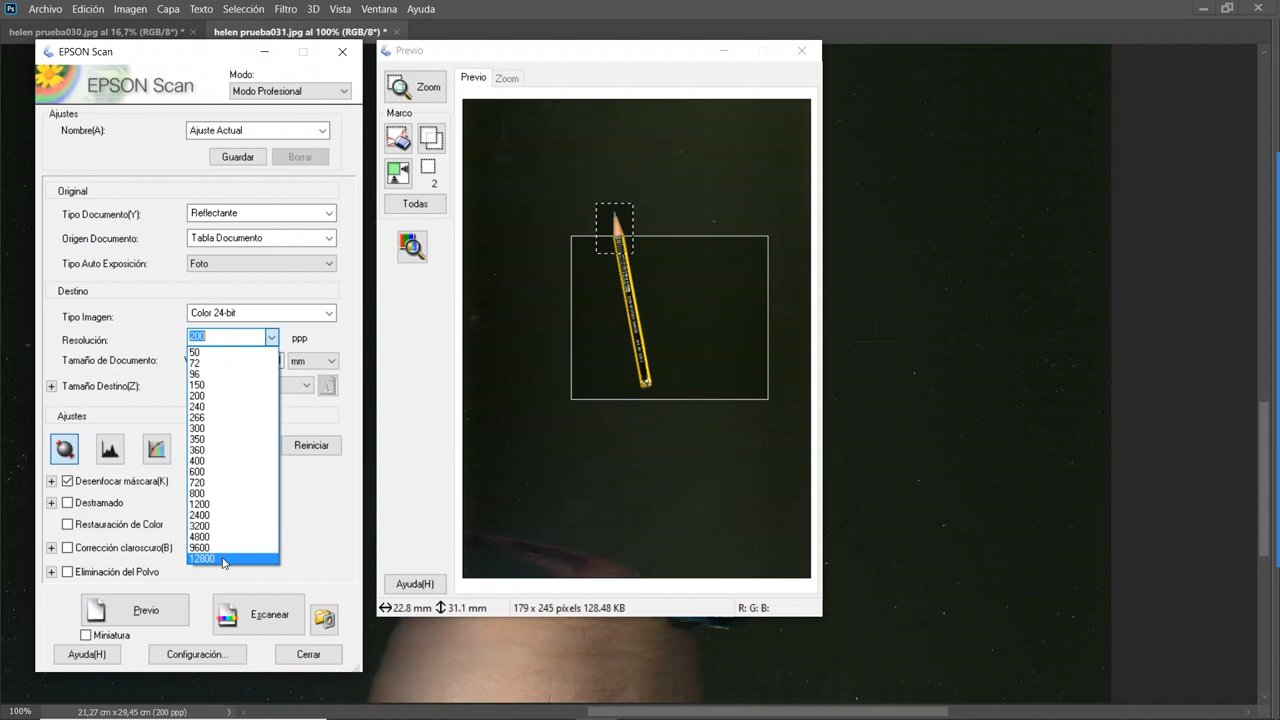 Ps Archivo Edición Imagen Capa Texto Selección Filtro 3D Vista Ventana Ayuda
helen prueba030.jpg al 16,7% (RGB/8*) * × helen prueba031.jpg al 100% (RGB/8*) * ×
EPSON Scan
EPSON Scan
Modo:
Modo Profesional
Ajustes
Nombre(A): Ajuste Actual
Guardar Borrar
Original
Tipo Documento(Y): Reflectante
Origen Documento: Tabla Documento
Tipo Auto Exposición: Foto
Destino
Tipo Imagen: Color 24-bit
Resolución: 200 ppp
50
72
96
150
200
240
266
300
350
360
400
600
720
800
1200
2400
3200
4800
9600
12800
Tamaño de Documento: mm
Tamaño Destino(Z):
Ajustes
Reiniciar
Desenfocar máscara(K)
Destramado
Restauración de Color
Corrección claroscuro(B)
Eliminación del Polvo
Previo Escanear
Miniatura
Ayuda(H) Configuración... Cerrar
Previo
Zoom
Previo Zoom
Marco
2
Todas
Ayuda(H)
22.8 mm 31.1 mm 179 x 245 píxels 128.48 KB R: G: B:
100% 21,27 cm x 29,45 cm (200 ppp)